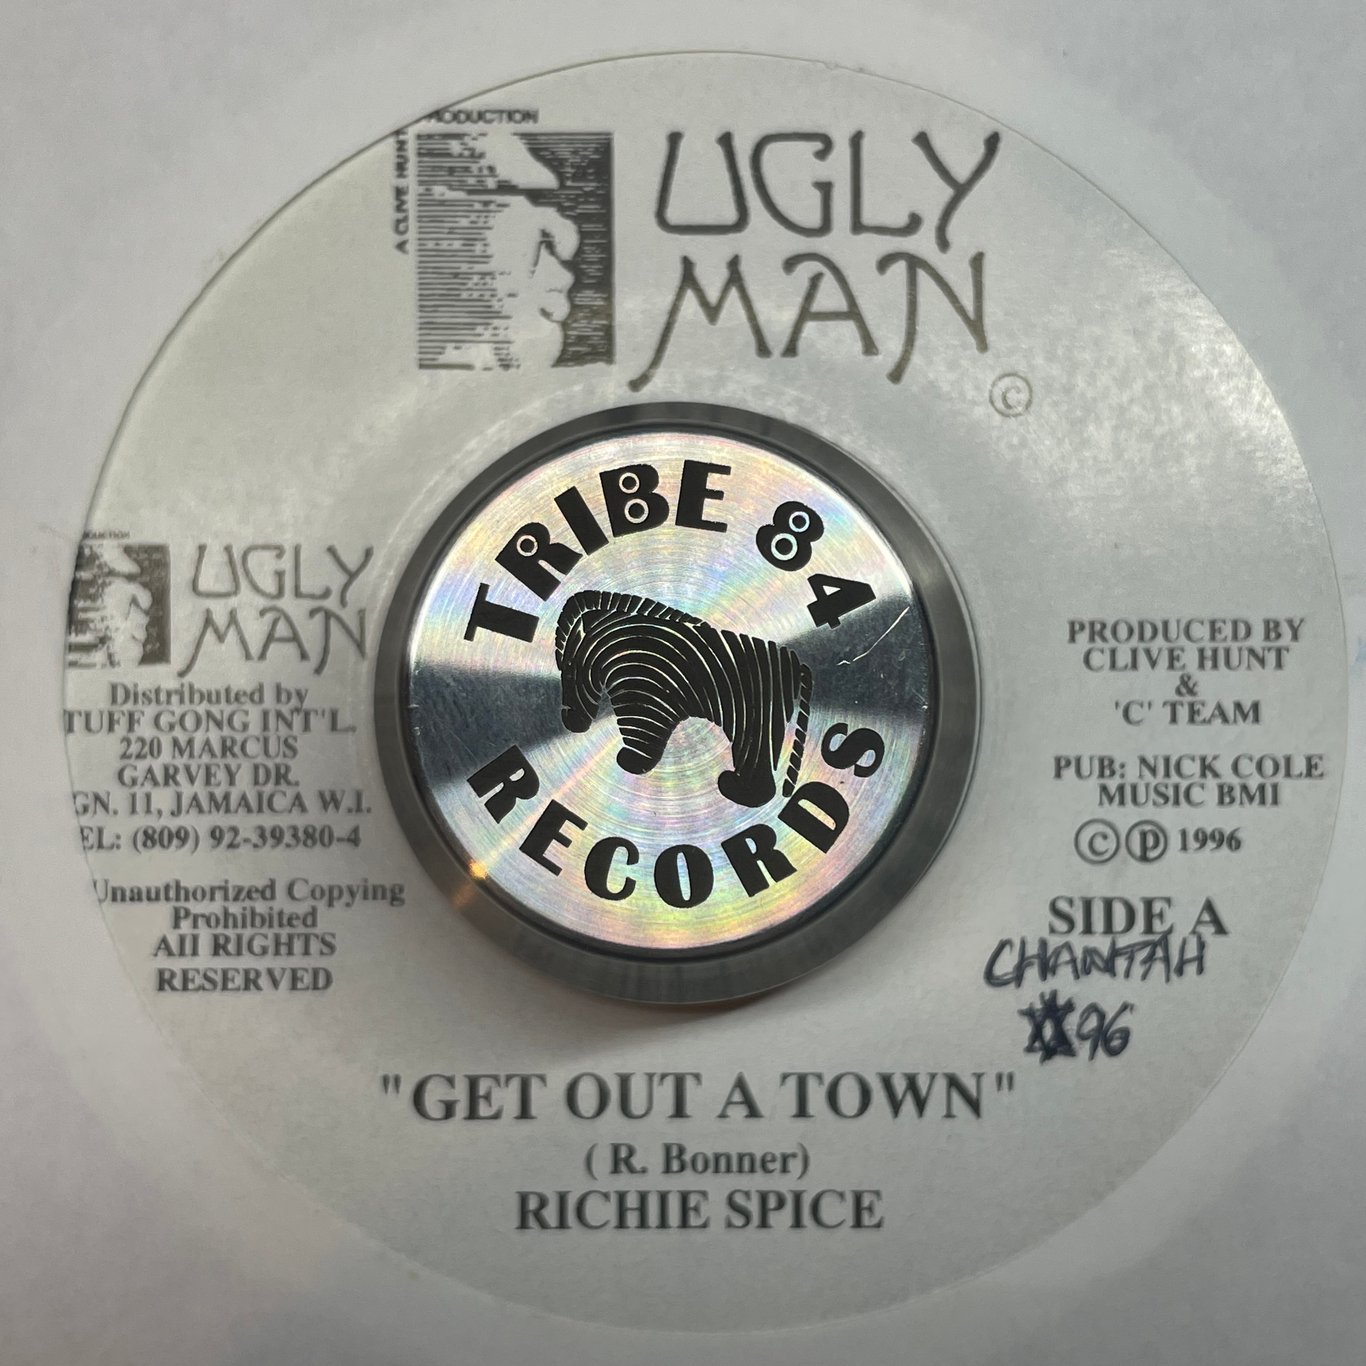 RODUCTION
A CLIVE HUNT
UGLY
MAN
©
TRIBE 84
RECORDS
UGLY
MAN
Distributed by
TUFF GONG INT'L.
220 MARCUS
GARVEY DR.
GN. 11, JAMAICA W.I.
EL: (809) 92-39380-4
Unauthorized Copying
Prohibited
All RIGHTS
RESERVED
PRODUCED BY
CLIVE HUNT
&
'C' TEAM
PUB: NICK COLE
MUSIC BMI
© ℗ 1996
SIDE A
CHANTAH
96
"GET OUT A TOWN"
( R. Bonner)
RICHIE SPICE